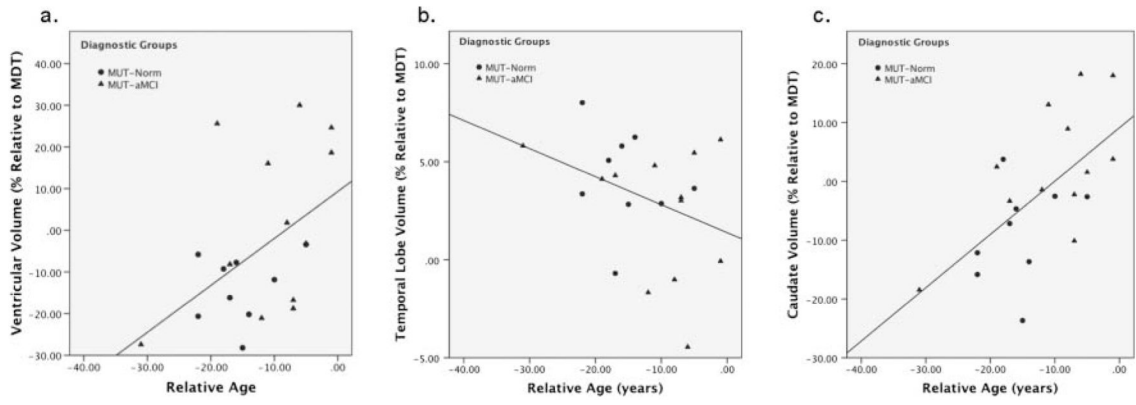 a.
Diagnostic Groups
MUT-Norm
MUT-aMCI
Ventricular Volume (% Relative to MDT)
40.00
30.00
20.00
10.00
.00
-10.00
-20.00
-30.00
-40.00 -30.00 -20.00 -10.00 .00
Relative Age
b.
Diagnostic Groups
MUT-Norm
MUT-aMCI
Temporal Lobe Volume (% Relative to MDT)
10.00
5.00
.00
-5.00
-40.00 -30.00 -20.00 -10.00 .00
Relative Age (years)
c.
Diagnostic Groups
MUT-Norm
MUT-aMCI
Caudate Volume (% Relative to MDT)
20.00
10.00
.00
-10.00
-20.00
-30.00
-40.00 -30.00 -20.00 -10.00 .00
Relative Age (years)